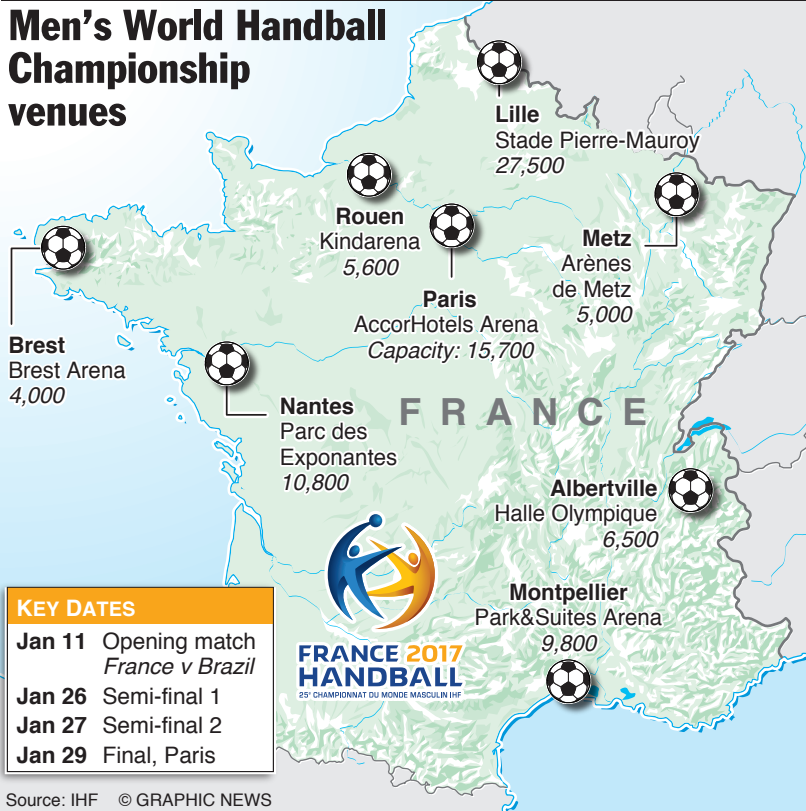 Men's World Handball
Championship
venues
Lille
Stade Pierre-Mauroy
27,500
Rouen
Kindarena
5,600
Metz
Arènes
de Metz
5,000
Paris
AccorHotels Arena
Capacity: 15,700
Brest
Brest Arena
4,000
Nantes
Parc des
Exponantes
10,800
FRANCE
Albertville
Halle Olympique
6,500
Montpellier
Park&Suites Arena
9,800
FRANCE 2017
HANDBALL
25e CHAMPIONNAT DU MONDE MASCULIN IHF
KEY DATES
Jan 11 Opening match
France v Brazil
Jan 26 Semi-final 1
Jan 27 Semi-final 2
Jan 29 Final, Paris
Source: IHF © GRAPHIC NEWS